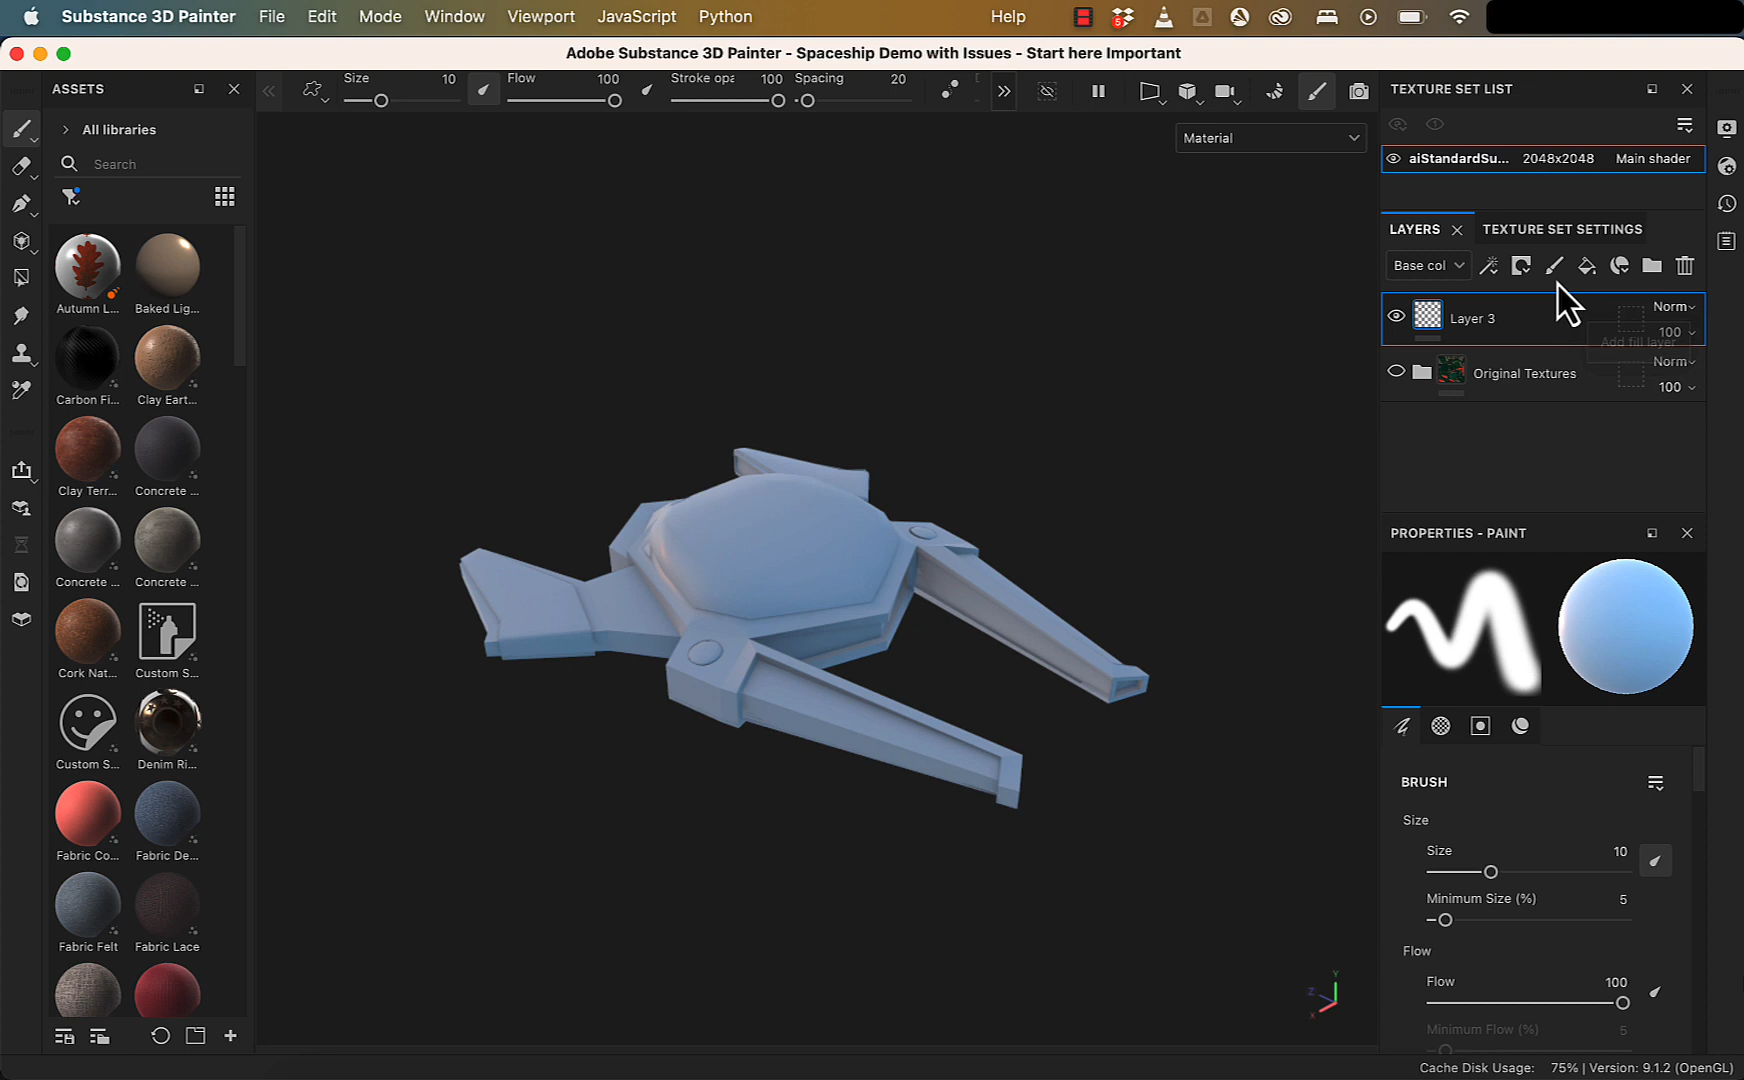 Substance 3D Painter File Edit Mode Window Viewport JavaScript Python Help
5
Adobe Substance 3D Painter - Spaceship Demo with Issues - Start here Important
ASSETS
Size 10 Flow 100 Stroke opa 100 Spacing 20
All libraries
Search
Material
Autumn L... Baked Lig...
Carbon Fi... Clay Eart...
Clay Terr... Concrete ...
Concrete ... Concrete ...
Cork Nat... Custom S...
Custom S... Denim Ri...
Fabric Co... Fabric De...
Fabric Felt Fabric Lace
Y
Z
X
TEXTURE SET LIST
aiStandardSu... 2048x2048 Main shader
LAYERS TEXTURE SET SETTINGS
Base col
Layer 3 Norm
100
Add fill layer
Original Textures Norm
100
PROPERTIES - PAINT
BRUSH
Size
Size 10
Minimum Size (%) 5
Flow
Flow 100
Minimum Flow (%) 5
Cache Disk Usage: 75% | Version: 9.1.2 (OpenGL)